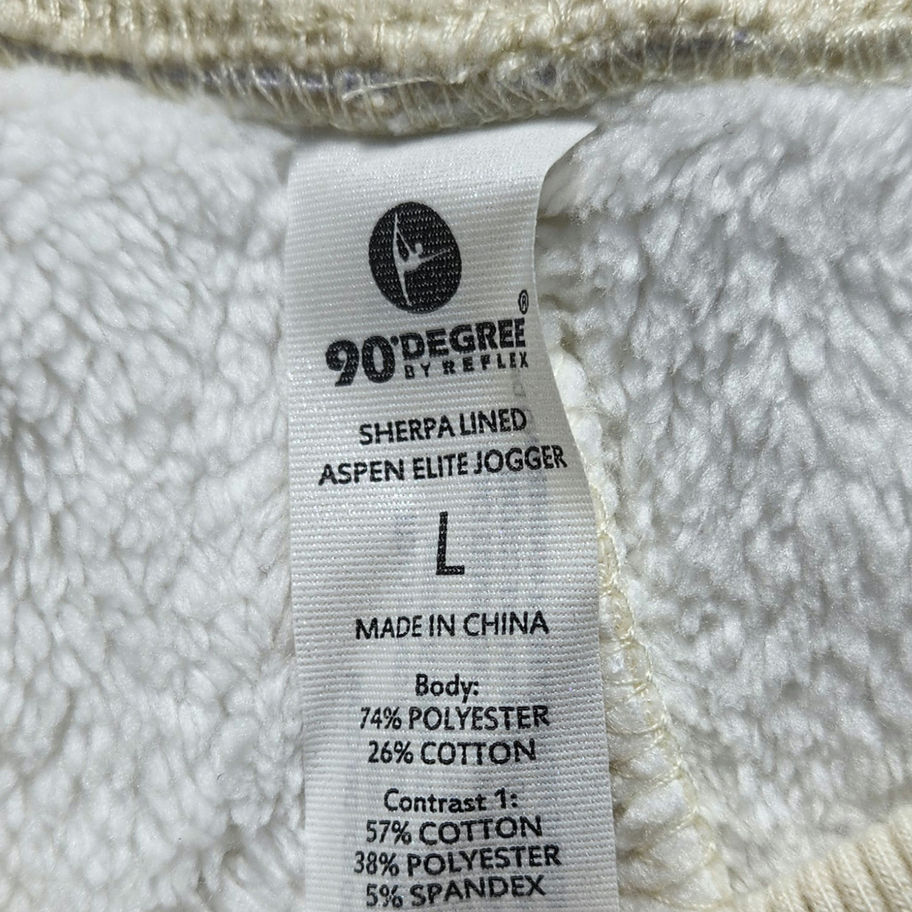 90°DEGREE®
BY REFLEX
SHERPA LINED
ASPEN ELITE JOGGER
L
MADE IN CHINA
Body:
74% POLYESTER
26% COTTON
Contrast 1:
57% COTTON
38% POLYESTER
5% SPANDEX